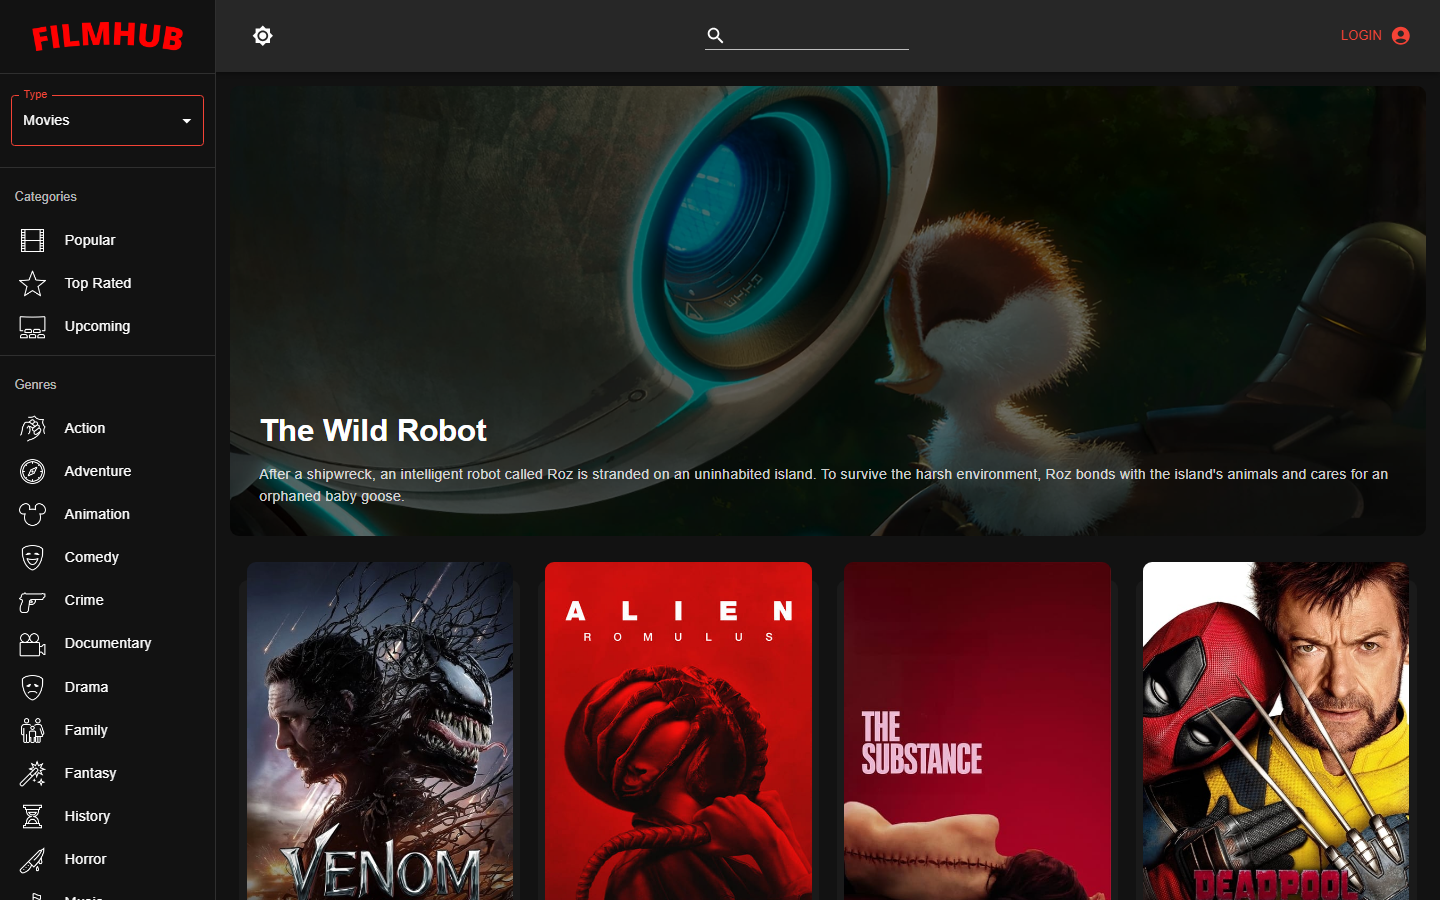 FILMHUB
LOGIN
Type
Movies
Categories
Popular
Top Rated
Upcoming
Genres
Action
Adventure
Animation
Comedy
Crime
Documentary
Drama
Family
Fantasy
History
Horror
Music
The Wild Robot
After a shipwreck, an intelligent robot called Roz is stranded on an uninhabited island. To survive the harsh environment, Roz bonds with the island's animals and cares for an
orphaned baby goose.
VENOM
ALIEN
ROMULUS
THE
SUBSTANCE
DEADPOOL